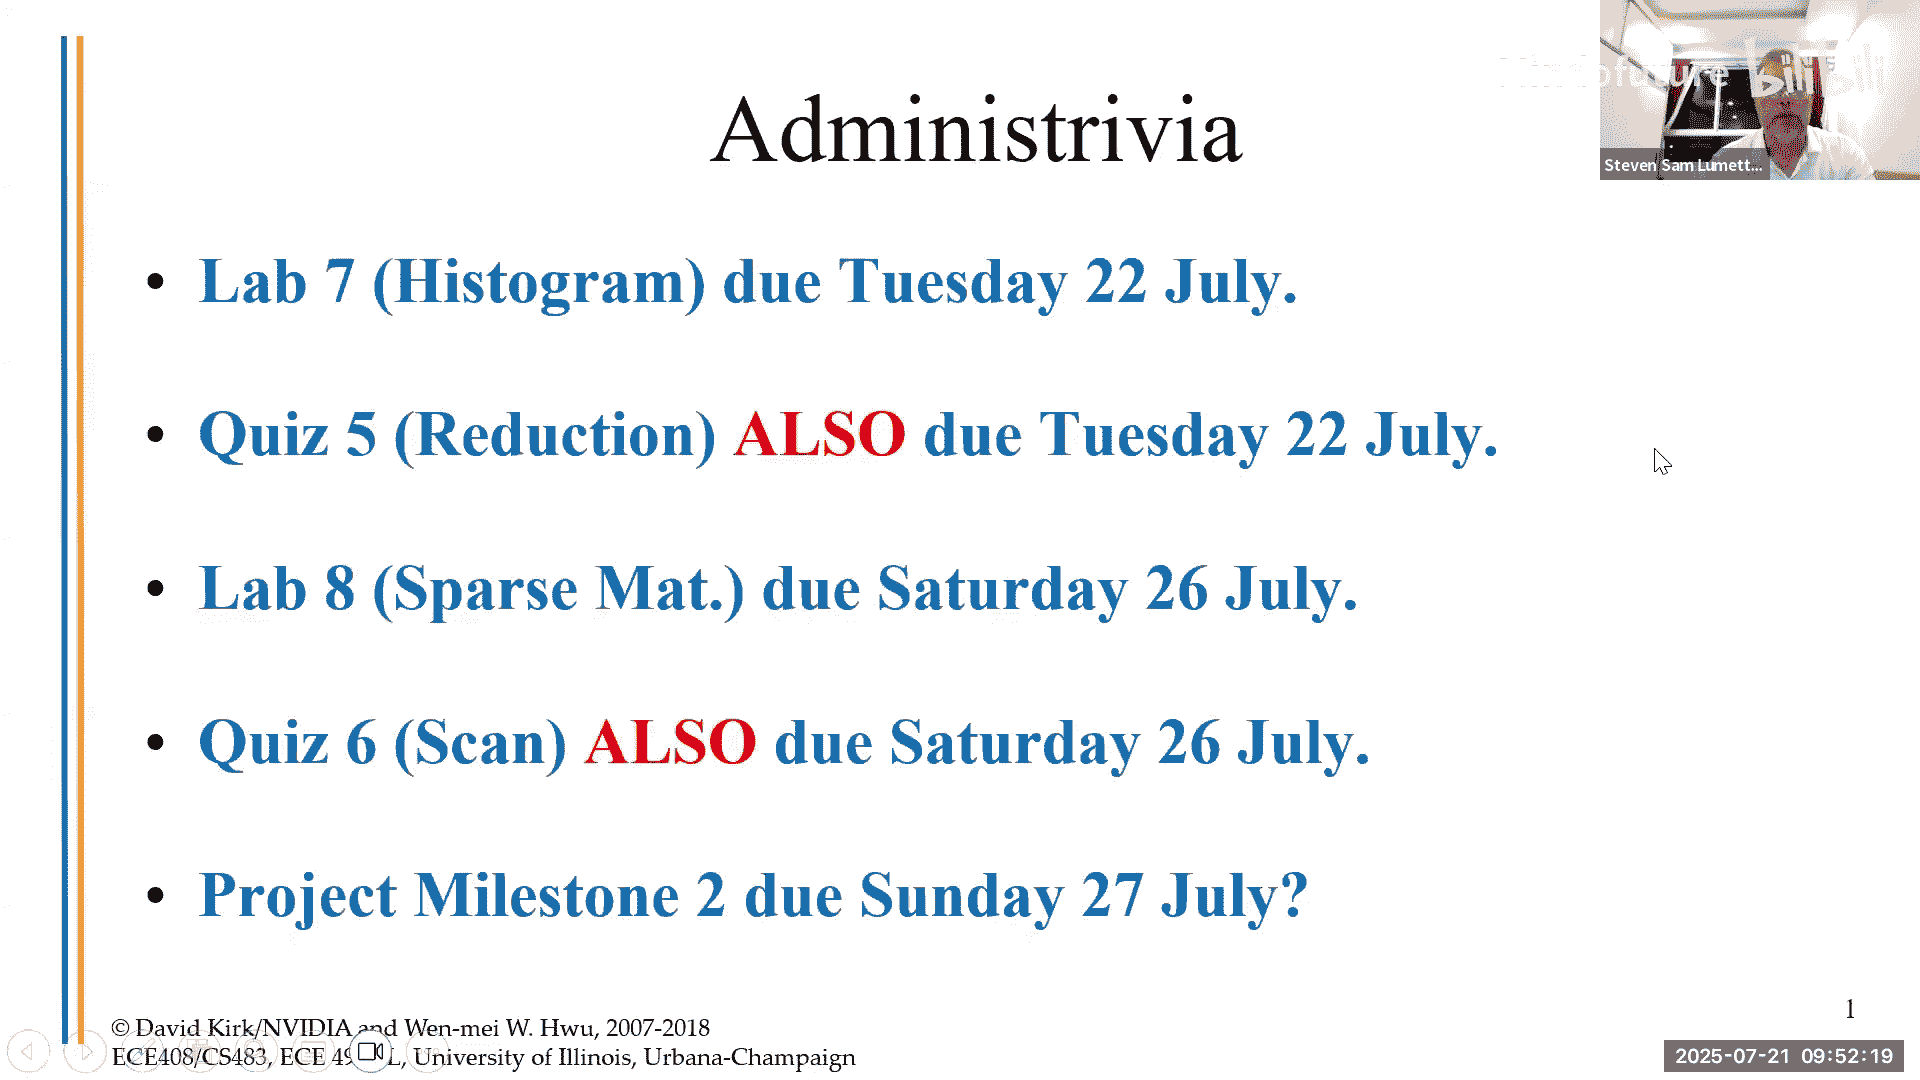 Administrivia
Steven Sam Lumett...
• Lab 7 (Histogram) due Tuesday 22 July.
• Quiz 5 (Reduction) ALSO due Tuesday 22 July.
• Lab 8 (Sparse Mat.) due Saturday 26 July.
• Quiz 6 (Scan) ALSO due Saturday 26 July.
• Project Milestone 2 due Sunday 27 July?
1
© David Kirk/NVIDIA and Wen-mei W. Hwu, 2007-2018
ECE408/CS483, ECE University of Illinois, Urbana-Champaign
2025-07-21 09:52:19